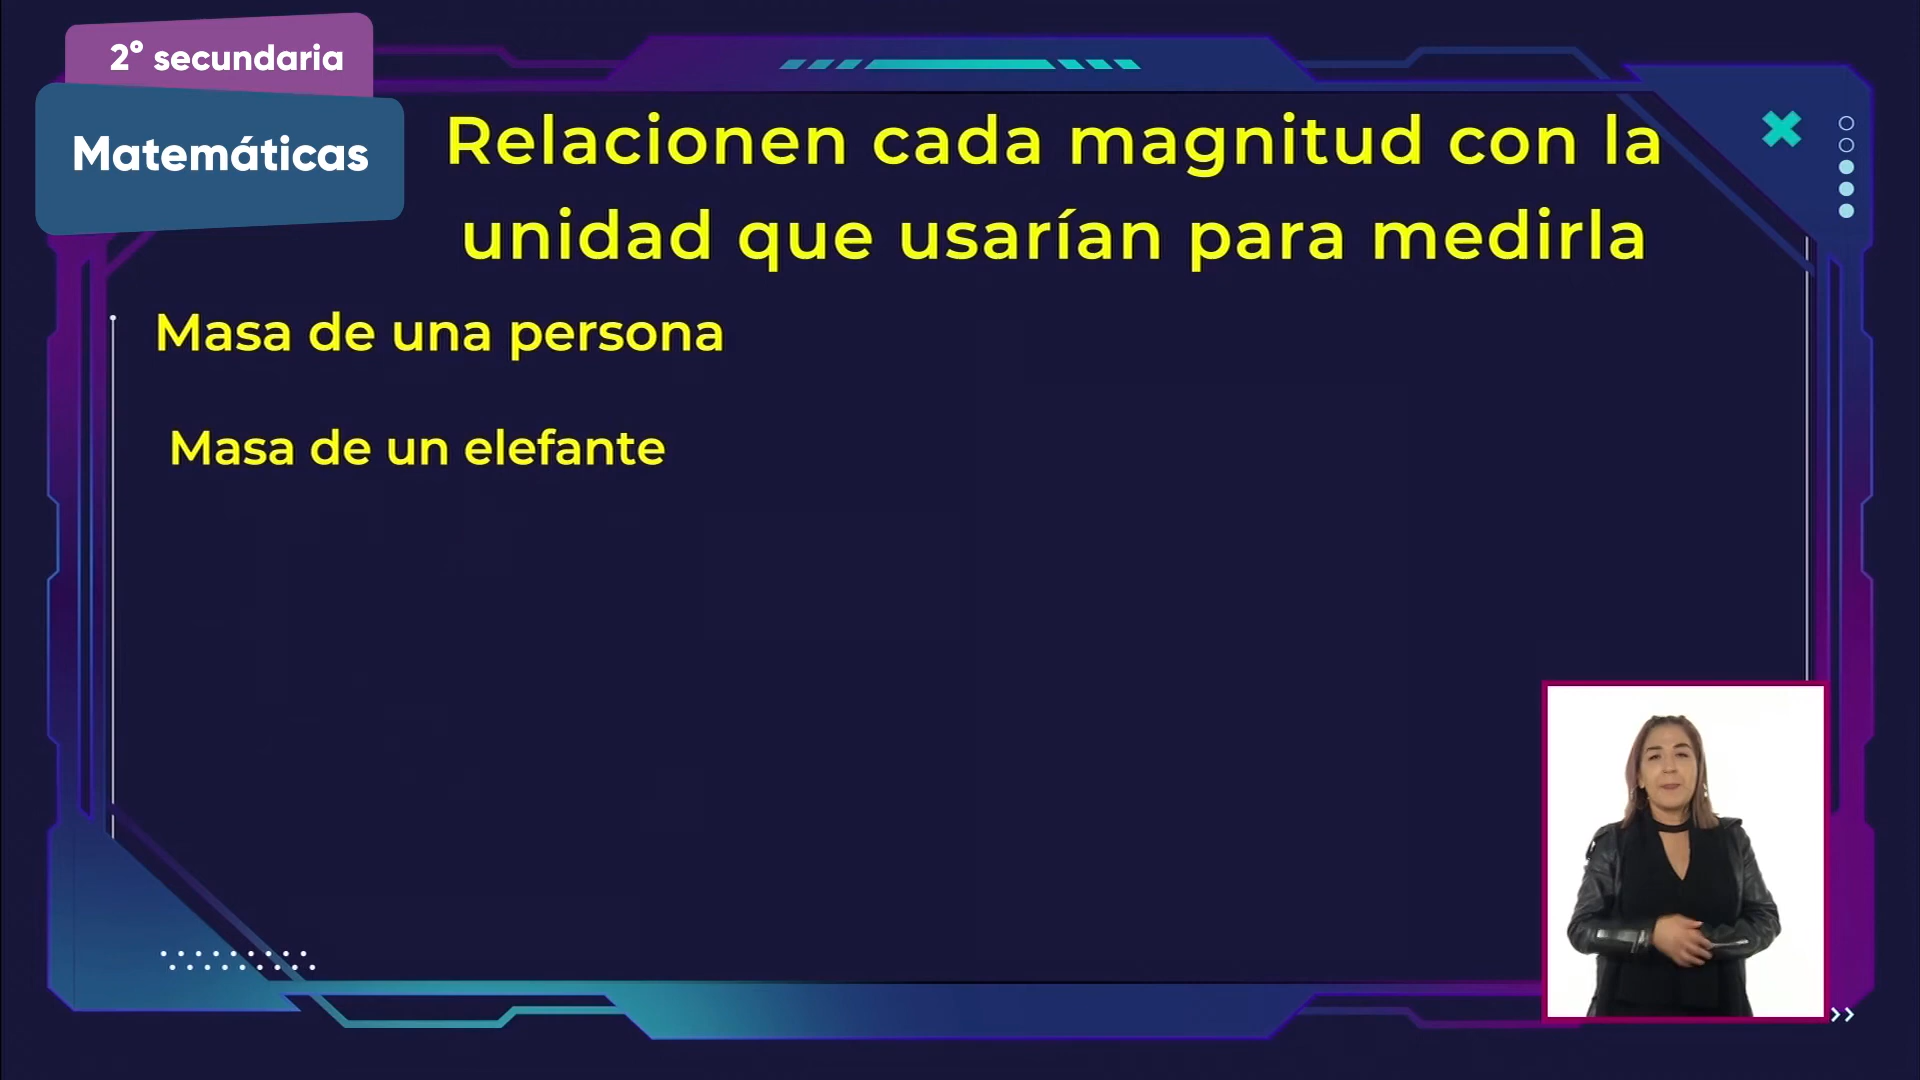 2° secundaria
Matemáticas
Relacionen cada magnitud con la
unidad que usarían para medirla
Masa de una persona
Masa de un elefante